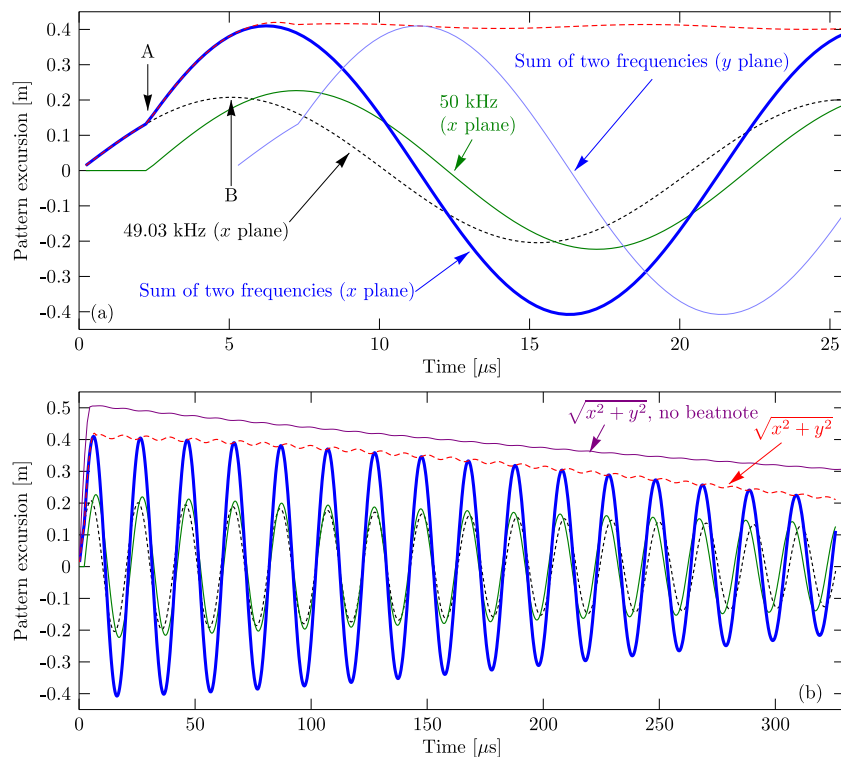 0.4
0.3
0.2
0.1
0
-0.1
-0.2
-0.3
-0.4
Pattern excursion [m]
A
B
Sum of two frequencies (y plane)
50 kHz
(x plane)
49.03 kHz (x plane)
Sum of two frequencies (x plane)
(a)
0 5 10 15 20 25
Time [μs]
0.5
0.4
0.3
0.2
0.1
0
-0.1
-0.2
-0.3
-0.4
Pattern excursion [m]
√x² + y², no beatnote
√x² + y²
(b)
0 50 100 150 200 250 300
Time [μs]